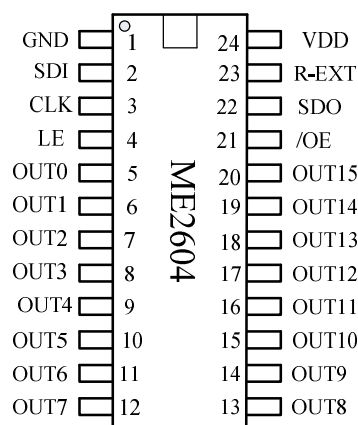 GND 1 24 VDD
SDI 2 23 R-EXT
CLK 3 22 SDO
LE 4 21 /OE
OUT0 5 20 OUT15
OUT1 6 19 OUT14
OUT2 7 18 OUT13
OUT3 8 17 OUT12
OUT4 9 16 OUT11
OUT5 10 15 OUT10
OUT6 11 14 OUT9
OUT7 12 13 OUT8
ME2604